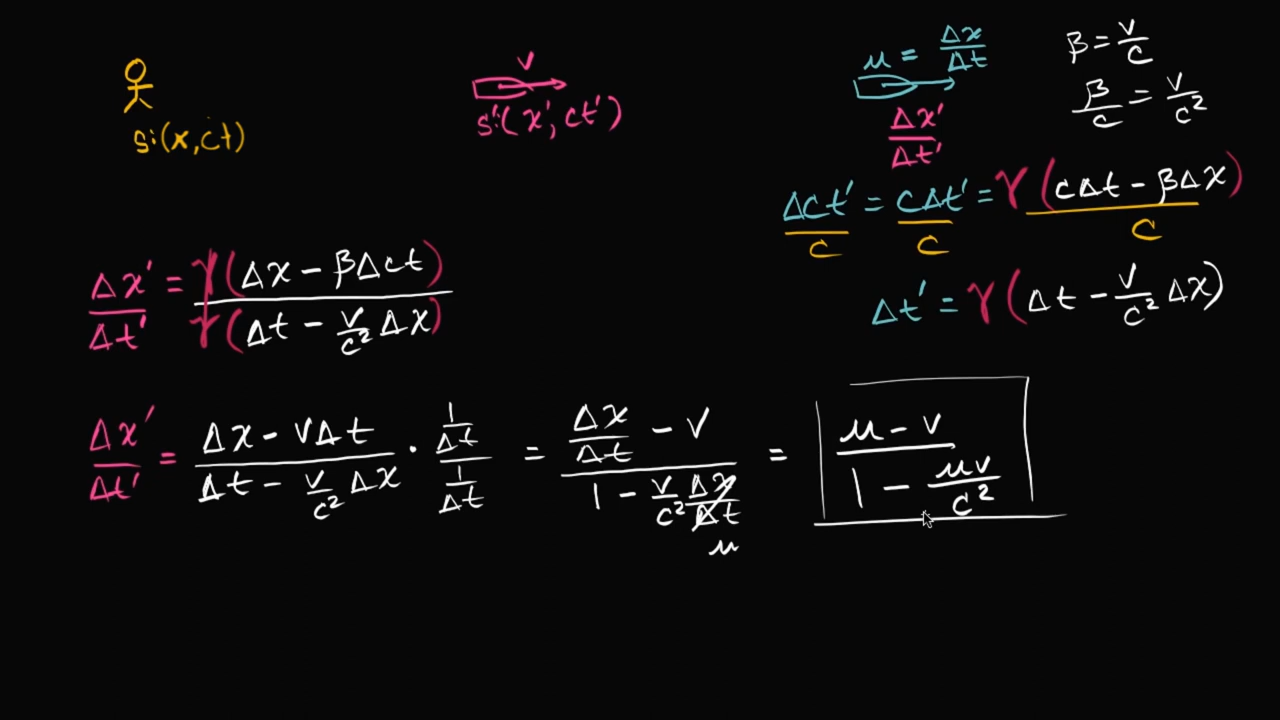 v
μ = Δx/Δt
β = v/c
s:(x, ct)
s':(x', ct')
Δx'/Δt'
β/c = v/c²
Δct'/c = cΔt'/c = γ(cΔt - βΔx)/c
Δx'/Δt' = γ(Δx - βΔct)/γ(Δt - v/c² Δx)
Δt' = γ(Δt - v/c² Δx)
Δx'/Δt' = (Δx - vΔt)/(Δt - v/c² Δx) · (1/Δt)/(1/Δt) = (Δx/Δt - v)/(1 - v/c² Δx/Δt) = (μ - v)/(1 - μv/c²)
μ